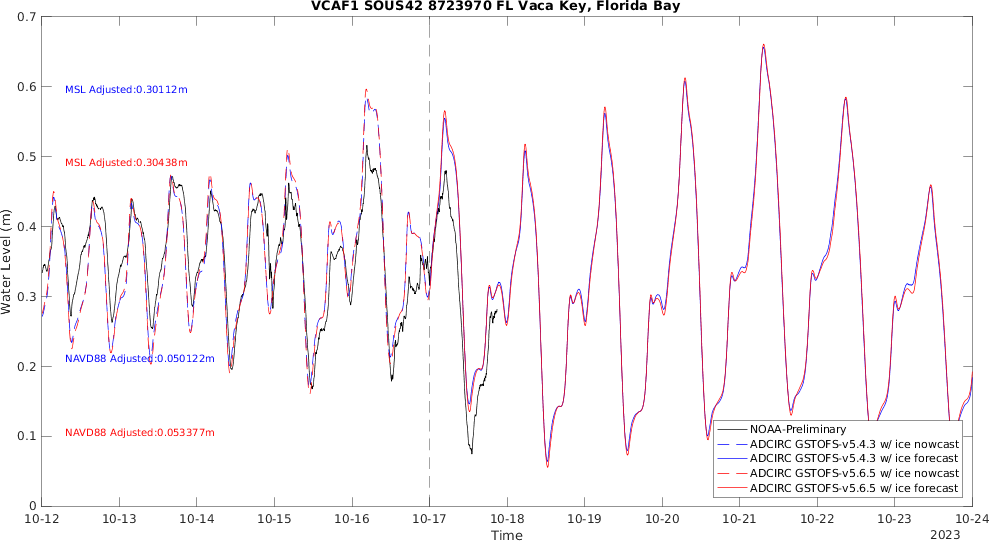 VCAF1 SOUS42 8723970 FL Vaca Key, Florida Bay
0.7
0.6
0.5
0.4
0.3
0.2
0.1
0
Water Level (m)
MSL Adjusted:0.30112m
MSL Adjusted:0.30438m
NAVD88 Adjusted:0.050122m
NAVD88 Adjusted:0.053377m
NOAA-Preliminary
ADCIRC GSTOFS-v5.4.3 w/ ice nowcast
ADCIRC GSTOFS-v5.4.3 w/ ice forecast
ADCIRC GSTOFS-v5.6.5 w/ ice nowcast
ADCIRC GSTOFS-v5.6.5 w/ ice forecast
10-12 10-13 10-14 10-15 10-16 10-17 10-18 10-19 10-20 10-21 10-22 10-23 10-24
Time
2023